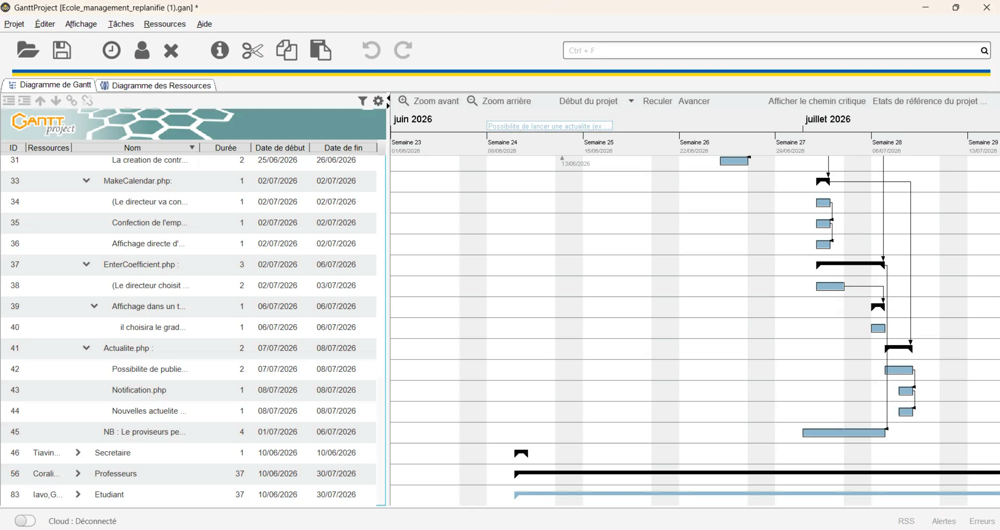 GanttProject [Ecole_management_replanifie (1).gan] *
Projet Éditer Affichage Tâches Ressources Aide
Ctrl + F
Diagramme de Gantt Diagramme des Ressources
Zoom avant Zoom arrière Début du projet Reculer Avancer Afficher le chemin critique Etats de référence du projet ...
GANTT project
juin 2026 juillet 2026
Possibilite de lancer une actualite (ex :...
Semaine 23 Semaine 24 Semaine 25 Semaine 26 Semaine 27 Semaine 28 Semaine 29
01/06/2026 08/06/2026 15/06/2026 22/06/2026 29/06/2026 06/07/2026 13/07/2026
13/06/2026
ID Ressources Nom Durée Date de début Date de fin
31 La creation de contr... 2 25/06/2026 26/06/2026
33 MakeCalendar.php: 1 02/07/2026 02/07/2026
34 (Le directeur va con... 1 02/07/2026 02/07/2026
35 Confection de l'emp... 1 02/07/2026 02/07/2026
36 Affichage directe d'... 1 02/07/2026 02/07/2026
37 EnterCoefficient.php : 3 02/07/2026 06/07/2026
38 (Le directeur choisit ... 2 02/07/2026 03/07/2026
39 Affichage dans un t... 1 06/07/2026 06/07/2026
40 il choisira le grad... 1 06/07/2026 06/07/2026
41 Actualite.php : 2 07/07/2026 08/07/2026
42 Possibilite de publie... 2 07/07/2026 08/07/2026
43 Notification.php 1 08/07/2026 08/07/2026
44 Nouvelles actuelite ... 1 08/07/2026 08/07/2026
45 NB : Le proviseurs pe... 4 01/07/2026 06/07/2026
46 Tiavin... Secretaire 1 10/06/2026 10/06/2026
56 Corali... Professeurs 37 10/06/2026 30/07/2026
83 Iavo,G... Etudiant 37 10/06/2026 30/07/2026
Cloud : Déconnecté RSS Alertes Erreurs